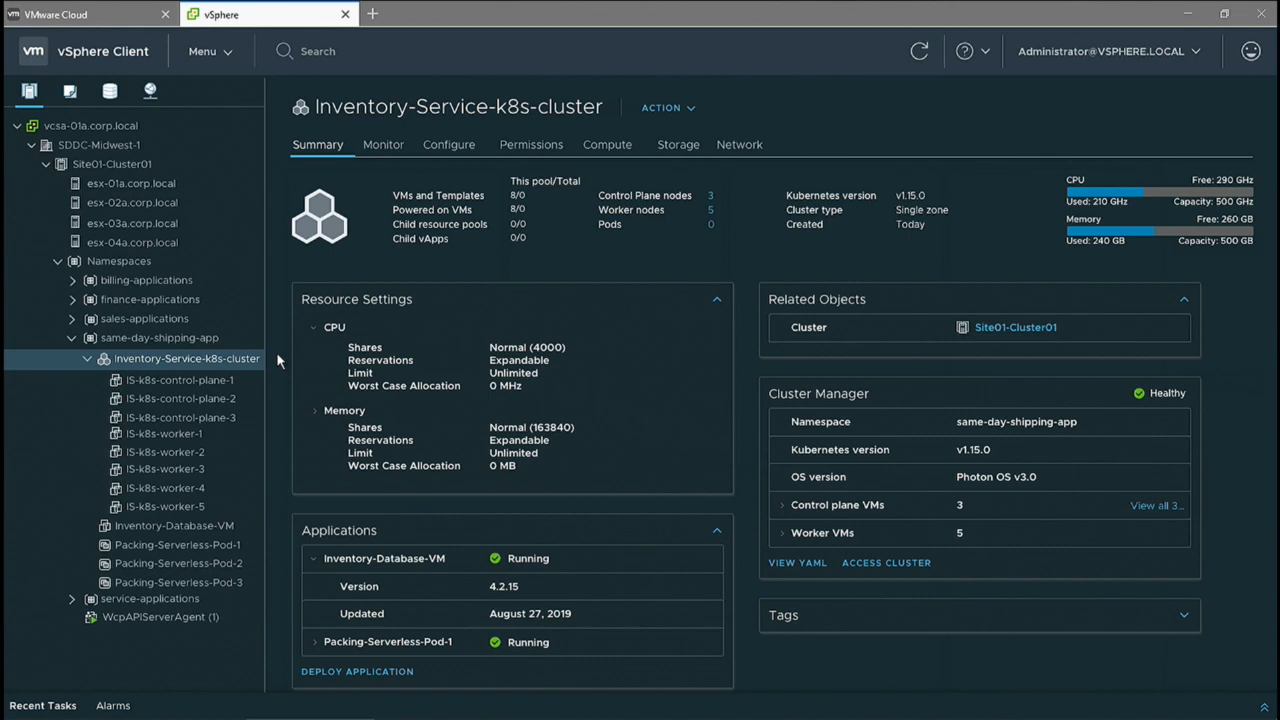 vm VMware Cloud
vSphere
vm vSphere Client Menu Search Administrator@VSPHERE.LOCAL
vcsa-01a.corp.local
SDDC-Midwest-1
Site01-Cluster01
esx-01a.corp.local
esx-02a.corp.local
esx-03a.corp.local
esx-04a.corp.local
Namespaces
billing-applications
finance-applications
sales-applications
same-day-shipping-app
Inventory-Service-k8s-cluster
IS-k8s-control-plane-1
IS-k8s-control-plane-2
IS-k8s-control-plane-3
IS-k8s-worker-1
IS-k8s-worker-2
IS-k8s-worker-3
IS-k8s-worker-4
IS-k8s-worker-5
Inventory-Database-VM
Packing-Serverless-Pod-1
Packing-Serverless-Pod-2
Packing-Serverless-Pod-3
service-applications
WcpAPIServerAgent (1)
Inventory-Service-k8s-cluster ACTION
Summary Monitor Configure Permissions Compute Storage Network
This pool/Total
VMs and Templates 8/0
Powered on VMs 8/0
Child resource pools 0/0
Child vApps 0/0
Control Plane nodes 3
Worker nodes 5
Pods 0
Kubernetes version v1.15.0
Cluster type Single zone
Created Today
CPU Free: 290 GHz
Used: 210 GHz Capacity: 500 GHz
Memory Free: 260 GB
Used: 240 GB Capacity: 500 GB
Resource Settings
CPU
Shares Normal (4000)
Reservations Expandable
Limit Unlimited
Worst Case Allocation 0 MHz
Memory
Shares Normal (163840)
Reservations Expandable
Limit Unlimited
Worst Case Allocation 0 MB
Applications
Inventory-Database-VM Running
Version 4.2.15
Updated August 27, 2019
Packing-Serverless-Pod-1 Running
DEPLOY APPLICATION
Related Objects
Cluster Site01-Cluster01
Cluster Manager Healthy
Namespace same-day-shipping-app
Kubernetes version v1.15.0
OS version Photon OS v3.0
Control plane VMs 3 View all 3...
Worker VMs 5
VIEW YAML ACCESS CLUSTER
Tags
Recent Tasks Alarms